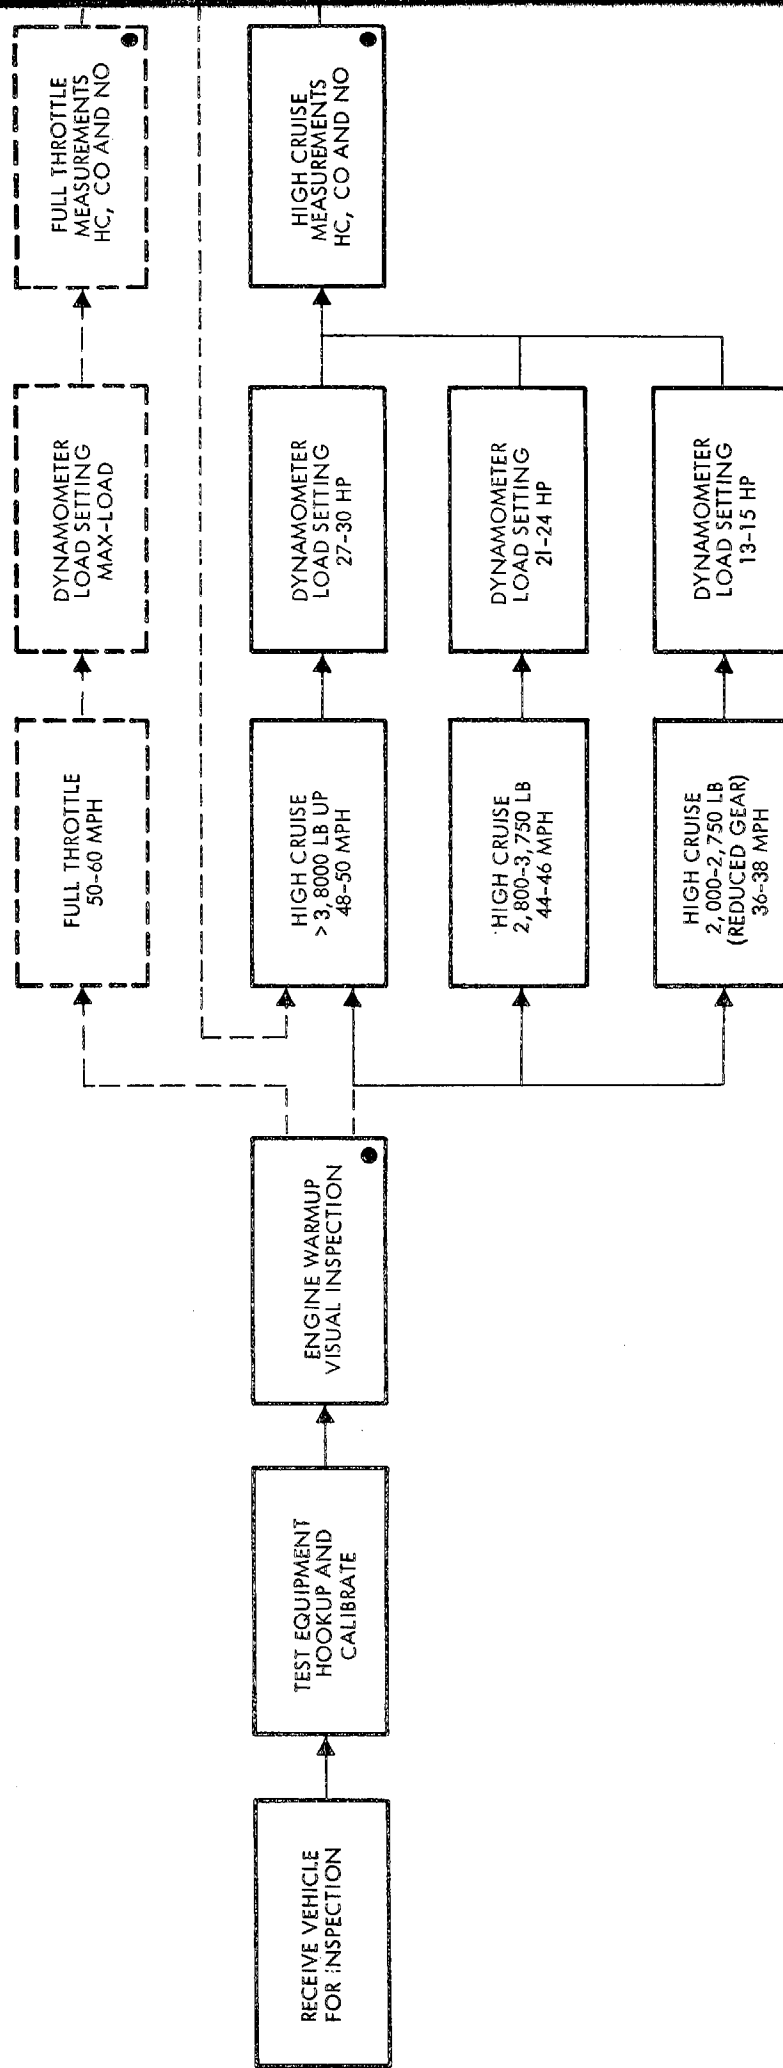 RECEIVE VEHICLE
FOR INSPECTION
TEST EQUIPMENT
HOOKUP AND
CALIBRATE
ENGINE WARMUP
VISUAL INSPECTION
FULL THROTTLE
50-60 MPH
DYNAMOMETER
LOAD SETTING
MAX-LOAD
FULL THROTTLE
MEASUREMENTS
HC, CO AND NO
HIGH CRUISE
> 3,8000 LB UP
48-50 MPH
DYNAMOMETER
LOAD SETTING
27-30 HP
HIGH CRUISE
MEASUREMENTS
HC, CO AND NO
HIGH CRUISE
2,800-3,750 LB
44-46 MPH
DYNAMOMETER
LOAD SETTING
21-24 HP
HIGH CRUISE
2,000-2,750 LB
(REDUCED GEAR)
36-38 MPH
DYNAMOMETER
LOAD SETTING
13-15 HP